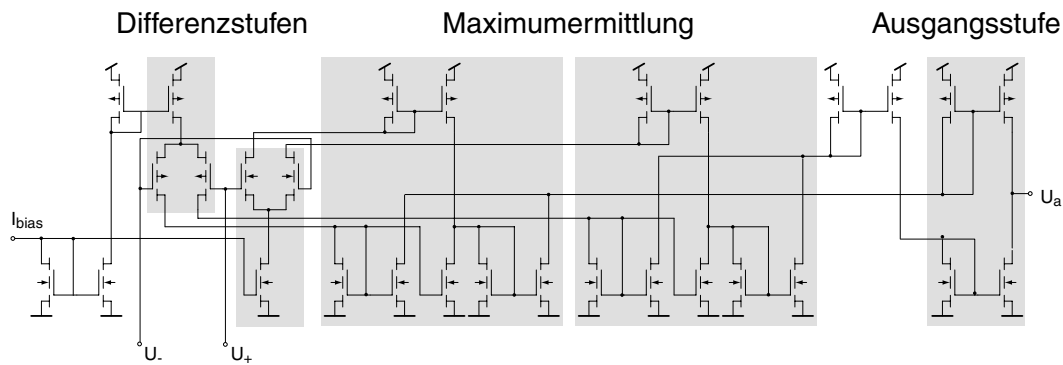 Differenzstufen Maximumermittlung Ausgangsstufe
U_a
I_bias
U_- U_+